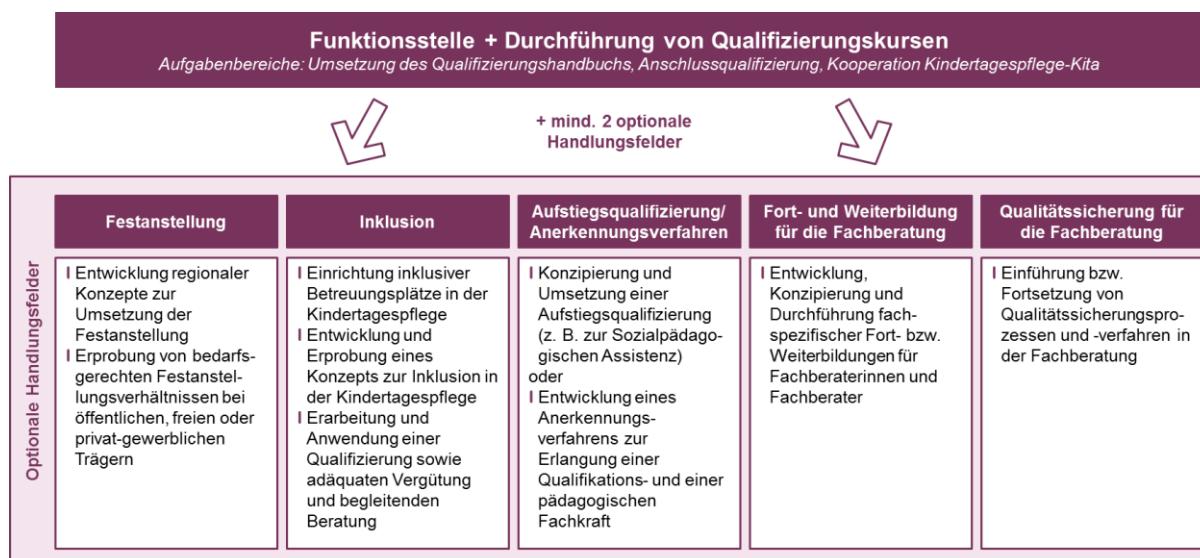 Funktionsstelle + Durchführung von Qualifizierungskursen
Aufgabenbereiche: Umsetzung des Qualifizierungshandbuchs, Anschlussqualifizierung, Kooperation Kindertagespflege-Kita
+ mind. 2 optionale
Handlungsfelder
Optionale Handlungsfelder
Festanstellung
I Entwicklung regionaler
Konzepte zur
Umsetzung der
Festanstellung
I Erprobung von bedarfs-
gerechten Festanstel-
lungsverhältnissen bei
öffentlichen, freien oder
privat-gewerblichen
Trägern
Inklusion
I Einrichtung inklusiver
Betreuungsplätze in der
Kindertagespflege
I Entwicklung und
Erprobung eines
Konzepts zur Inklusion in
der Kindertagespflege
I Erarbeitung und
Anwendung einer
Qualifizierung sowie
adäquaten Vergütung
und begleitenden
Beratung
Aufstiegsqualifizierung/
Anerkennungsverfahren
I Konzipierung und
Umsetzung einer
Aufstiegsqualifizierung
(z. B. zur Sozialpädago-
gischen Assistenz)
oder
I Entwicklung eines
Anerkennungs-
verfahrens zur
Erlangung einer
Qualifikations- und einer
pädagogischen
Fachkraft
Fort- und Weiterbildung
für die Fachberatung
I Entwicklung,
Konzipierung und
Durchführung fach-
spezifischer Fort- bzw.
Weiterbildungen für
Fachberaterinnen und
Fachberater
Qualitätssicherung für
die Fachberatung
I Einführung bzw.
Fortsetzung von
Qualitätssicherungspro-
zessen und -verfahren in
der Fachberatung